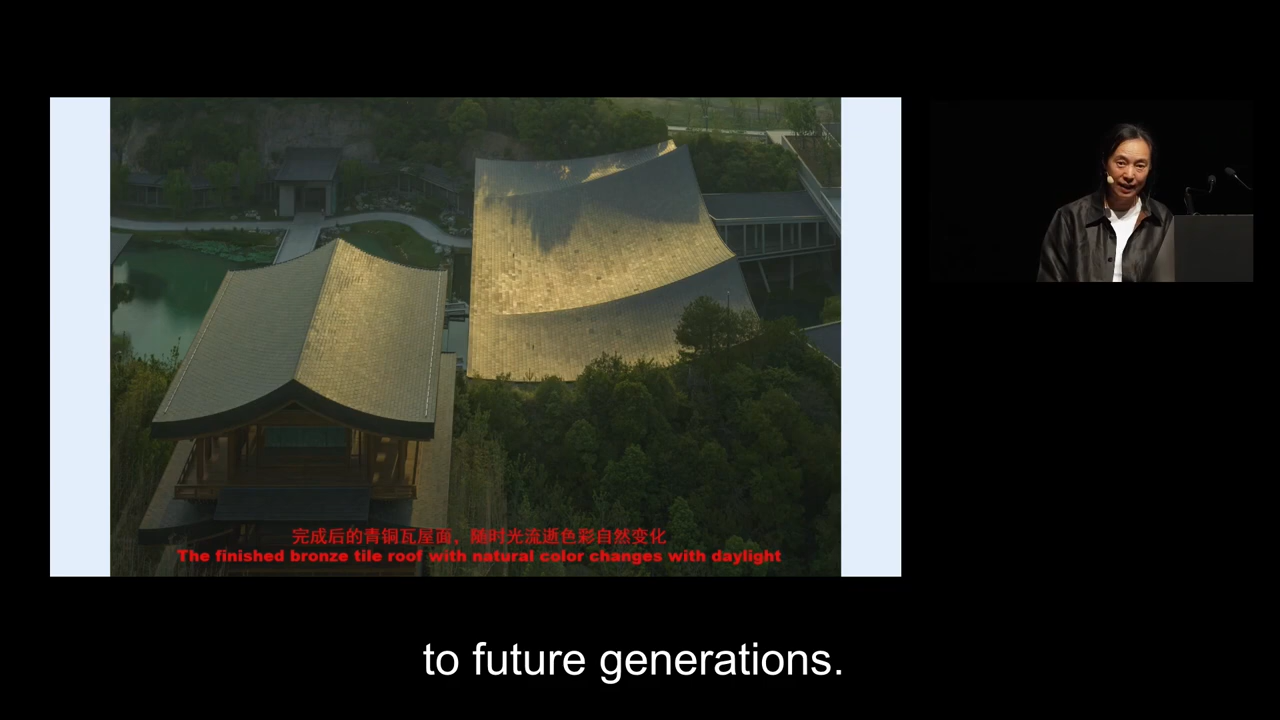 完成后的青铜瓦屋面，随时光流逝色彩自然变化
The finished bronze tile roof with natural color changes with daylight
to future generations.